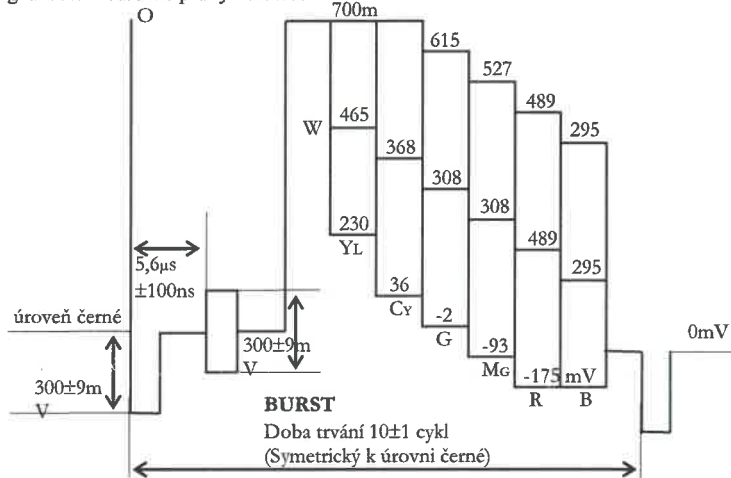 O
700m
615
527
489
465
295
W
368
308
308
230
489
YL
295
5,6µs
±100ns
36
CY
-2
úroveň černé
G
0mV
300±9m
V
-93
MG
300±9m
V
-175 mV
R
B
BURST
Doba trvání 10±1 cykl
(Symetrický k úrovni černé)